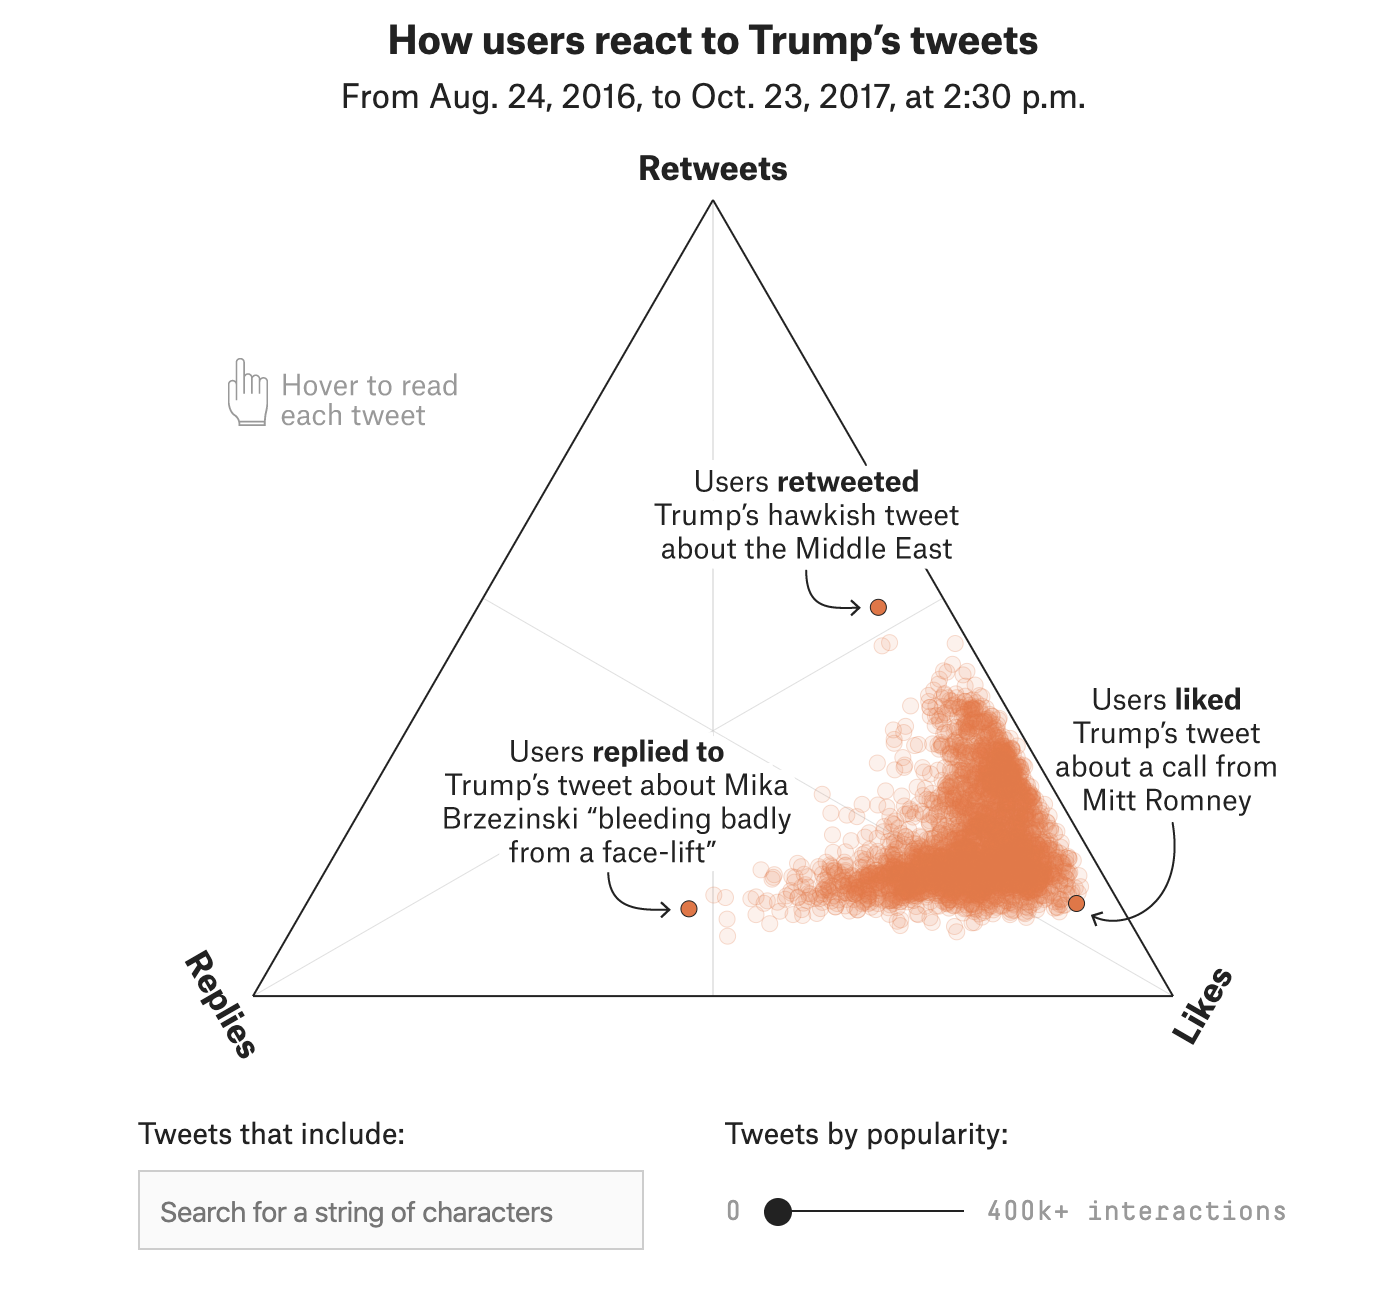 How users react to Trump’s tweets
From Aug. 24, 2016, to Oct. 23, 2017, at 2:30 p.m.
Retweets
Hover to read
each tweet
Users retweeted
Trump’s hawkish tweet
about the Middle East
Users liked
Trump’s tweet
about a call from
Mitt Romney
Users replied to
Trump’s tweet about Mika
Brzezinski “bleeding badly
from a face-lift”
Replies
Likes
Tweets that include:
Search for a string of characters
Tweets by popularity:
0 400k+ interactions